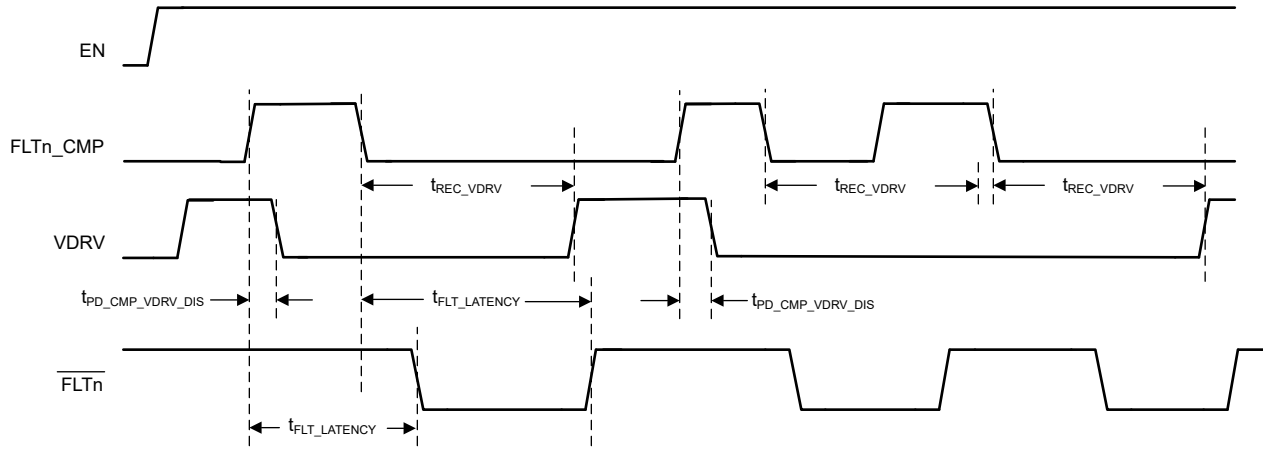 EN
FLTn_CMP
tREC_VDRV
tREC_VDRV
tREC_VDRV
VDRV
tPD_CMP_VDRV_DIS
tFLT_LATENCY
tPD_CMP_VDRV_DIS
FLTn
tFLT_LATENCY